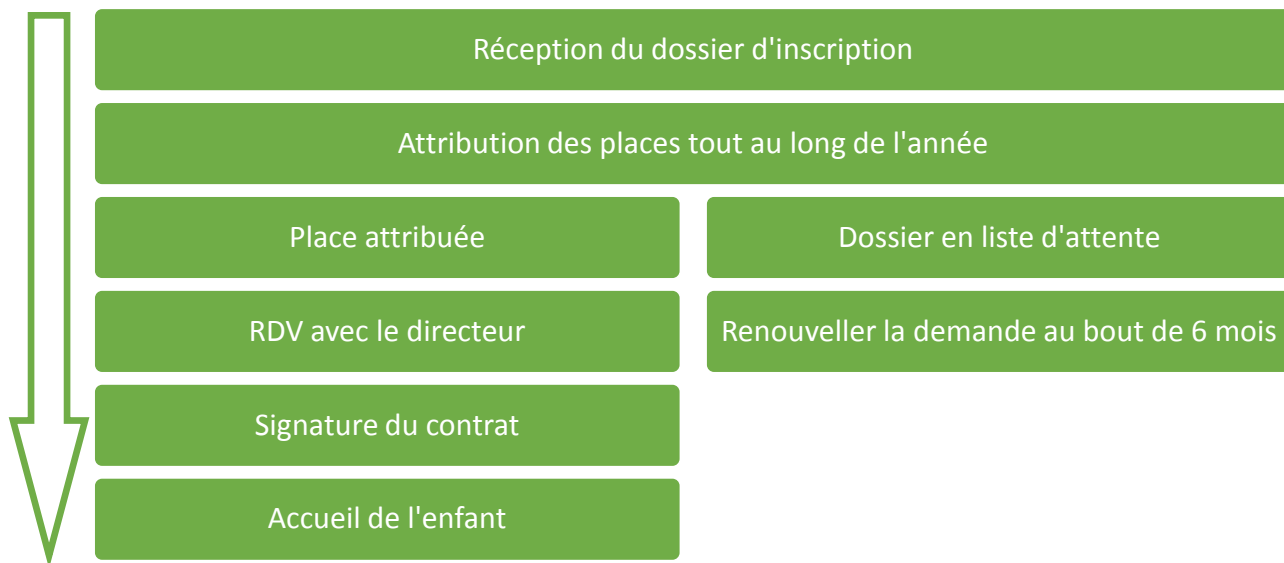 Réception du dossier d'inscription
Attribution des places tout au long de l'année
Place attribuée
Dossier en liste d'attente
RDV avec le directeur
Renouveller la demande au bout de 6 mois
Signature du contrat
Accueil de l'enfant